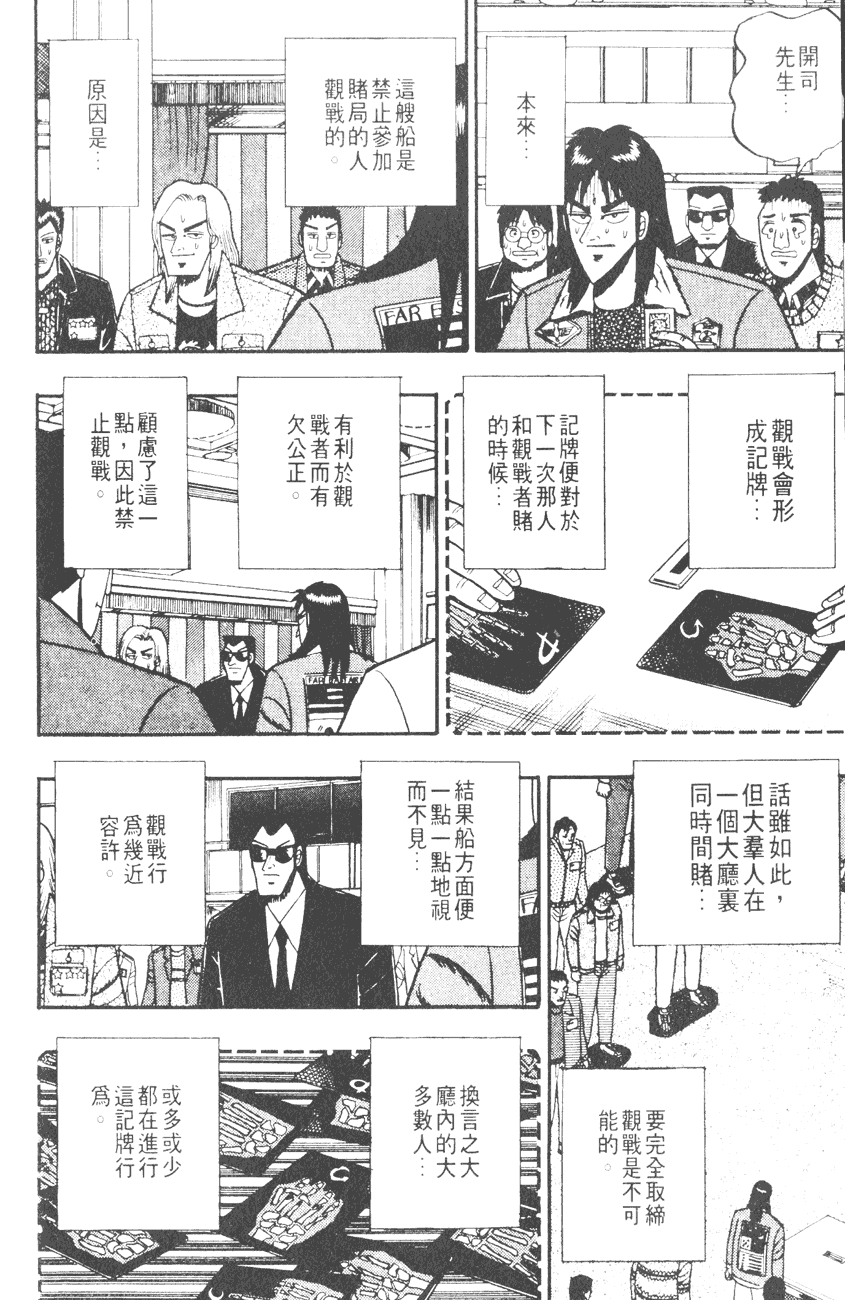 開司
先生…
本來…
這艘船是
禁止參加
賭局的人
觀戰的。
原因是…
FAR E S
觀戰會形
成記牌…
記牌便對於
下一次那人
和觀戰者賭
的時候…
有利於觀
戰者而有
欠公正。
顧慮了這一
點，因此禁
止觀戰。
FAR EAST AIR
話雖如此，
但大羣人在
一個大廳裏
同時間賭…
要完全取締
觀戰是不可
能的。
結果船方面便
一點一點地視
而不見…
觀戰行
爲幾近
容許。
換言之大
廳內的大
多數人…
或多或少
都在進行
這記牌行
爲。